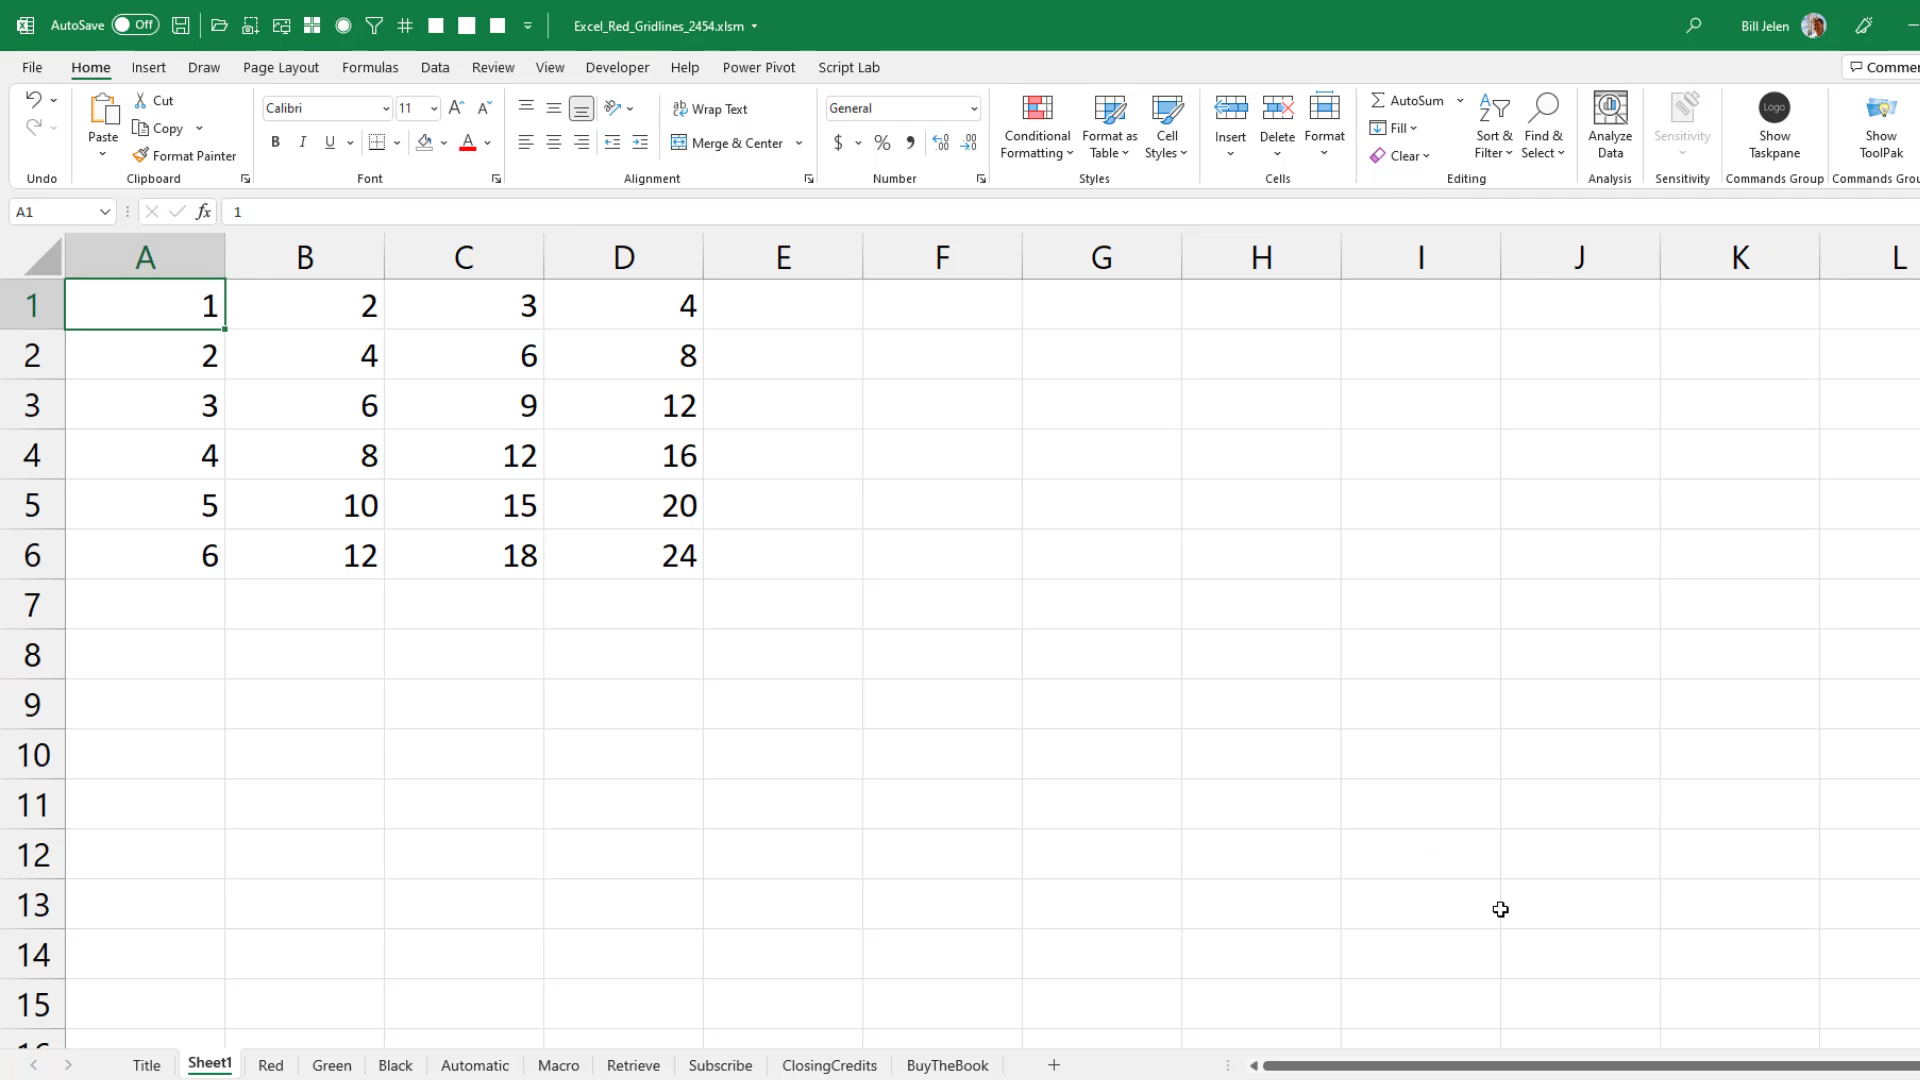 AutoSave Off Excel_Red_Gridlines_2454.xlsm Bill Jelen
File Home Insert Draw Page Layout Formulas Data Review View Developer Help Power Pivot Script Lab
Undo
Paste Cut Copy Format Painter Clipboard
Calibri 11 B I U A Font
Wrap Text Merge & Center Alignment
General $ % Number
Conditional Formatting Format as Table Cell Styles Styles
Insert Delete Format Cells
AutoSum Fill Clear Sort & Filter Find & Select Editing
Analyze Data Analysis
Sensitivity Sensitivity
Logo Show Taskpane Commands Group
Show ToolPak
A1 fx 1
A B C D E F G H I J K L
1 1 2 3 4
2 2 4 6 8
3 3 6 9 12
4 4 8 12 16
5 5 10 15 20
6 6 12 18 24
7
8
9
10
11
12
13
14
15
Title Sheet1 Red Green Black Automatic Macro Retrieve Subscribe ClosingCredits BuyTheBook